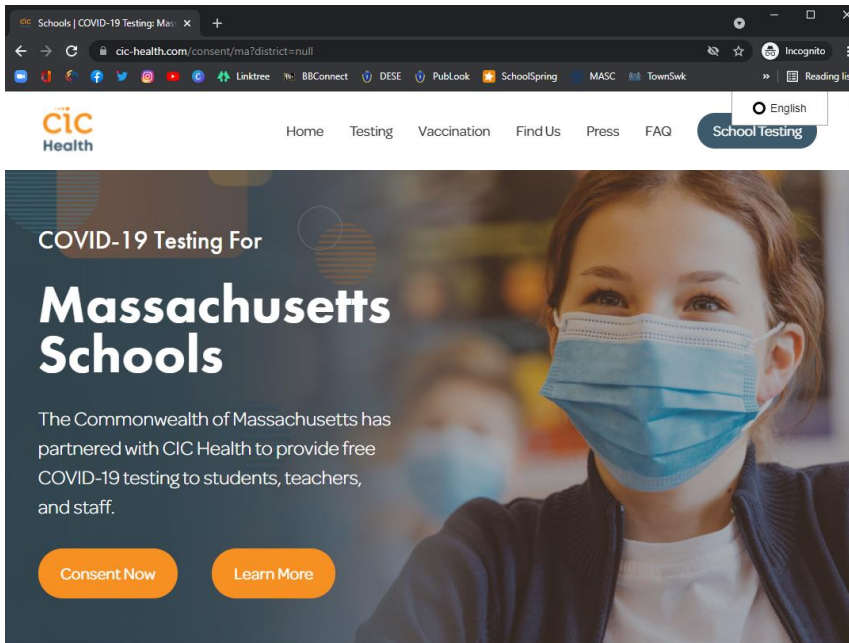 cic Schools | COVID-19 Testing: Mas
cic-health.com/consent/ma?district=null
Incognito
Linktree BBConnect DESE PubLook SchoolSpring MASC TownSwk » Reading lis
English
cic
Health
Home Testing Vaccination Find Us Press FAQ School Testing
COVID-19 Testing For
Massachusetts
Schools
The Commonwealth of Massachusetts has
partnered with CIC Health to provide free
COVID-19 testing to students, teachers,
and staff.
Consent Now Learn More